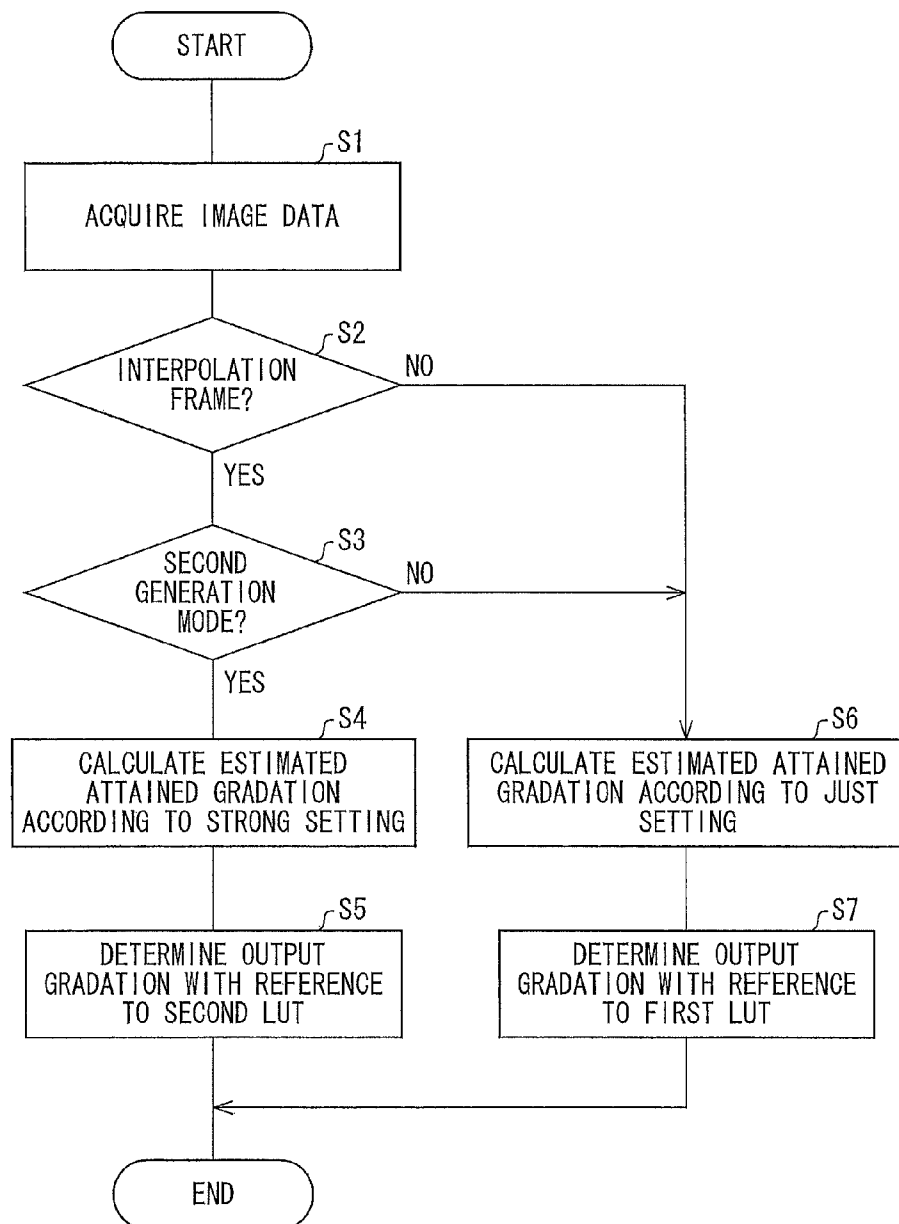 START
S1
ACQUIRE IMAGE DATA
S2
INTERPOLATION
FRAME?
NO
YES
S3
SECOND
GENERATION
MODE?
NO
YES
S4
CALCULATE ESTIMATED
ATTAINED GRADATION
ACCORDING TO STRONG SETTING
S6
CALCULATE ESTIMATED ATTAINED
GRADATION ACCORDING TO JUST
SETTING
S5
DETERMINE OUTPUT
GRADATION WITH REFERENCE
TO SECOND LUT
S7
DETERMINE OUTPUT
GRADATION WITH REFERENCE
TO FIRST LUT
END